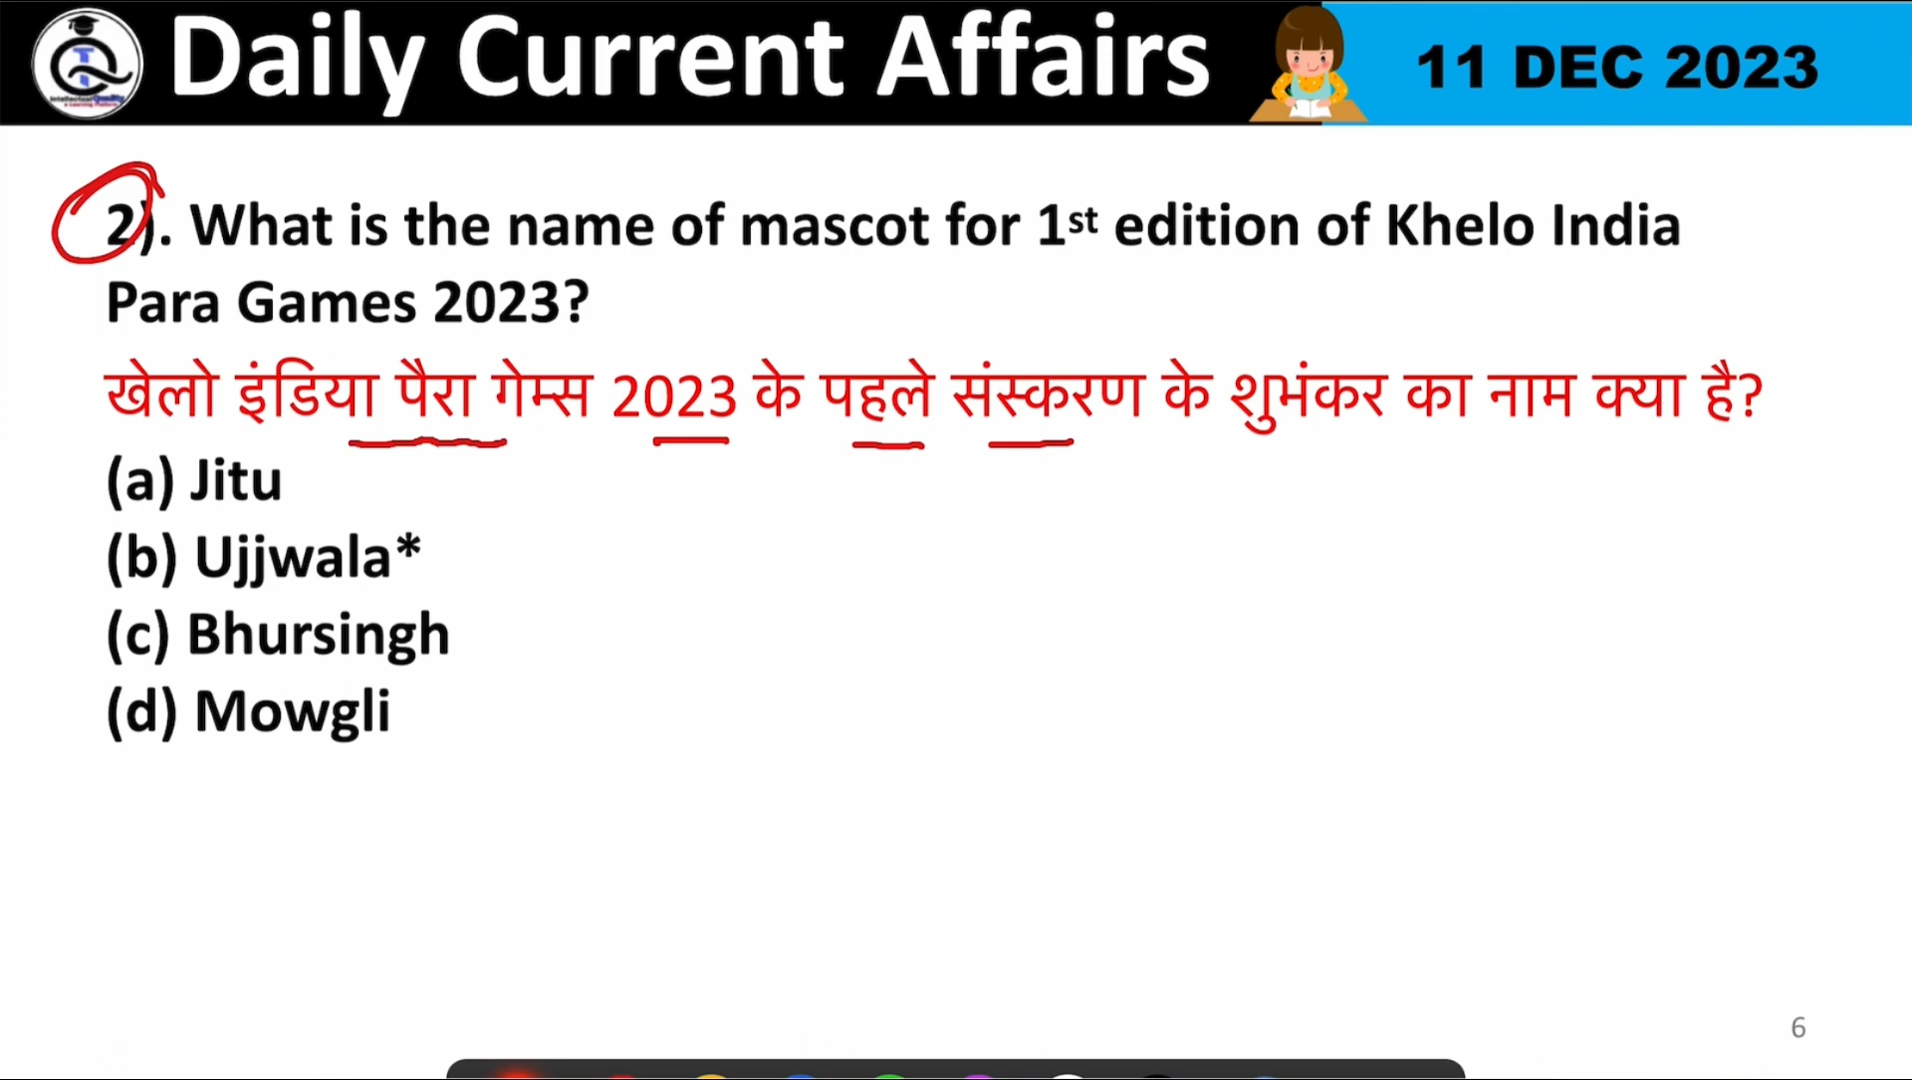 Daily Current Affairs
11 DEC 2023
2). What is the name of mascot for 1st edition of Khelo India
Para Games 2023?
खेलो इंडिया पैरा गेम्स 2023 के पहले संस्करण के शुभंकर का नाम क्या है?
(a) Jitu
(b) Ujjwala*
(c) Bhursingh
(d) Mowgli
6